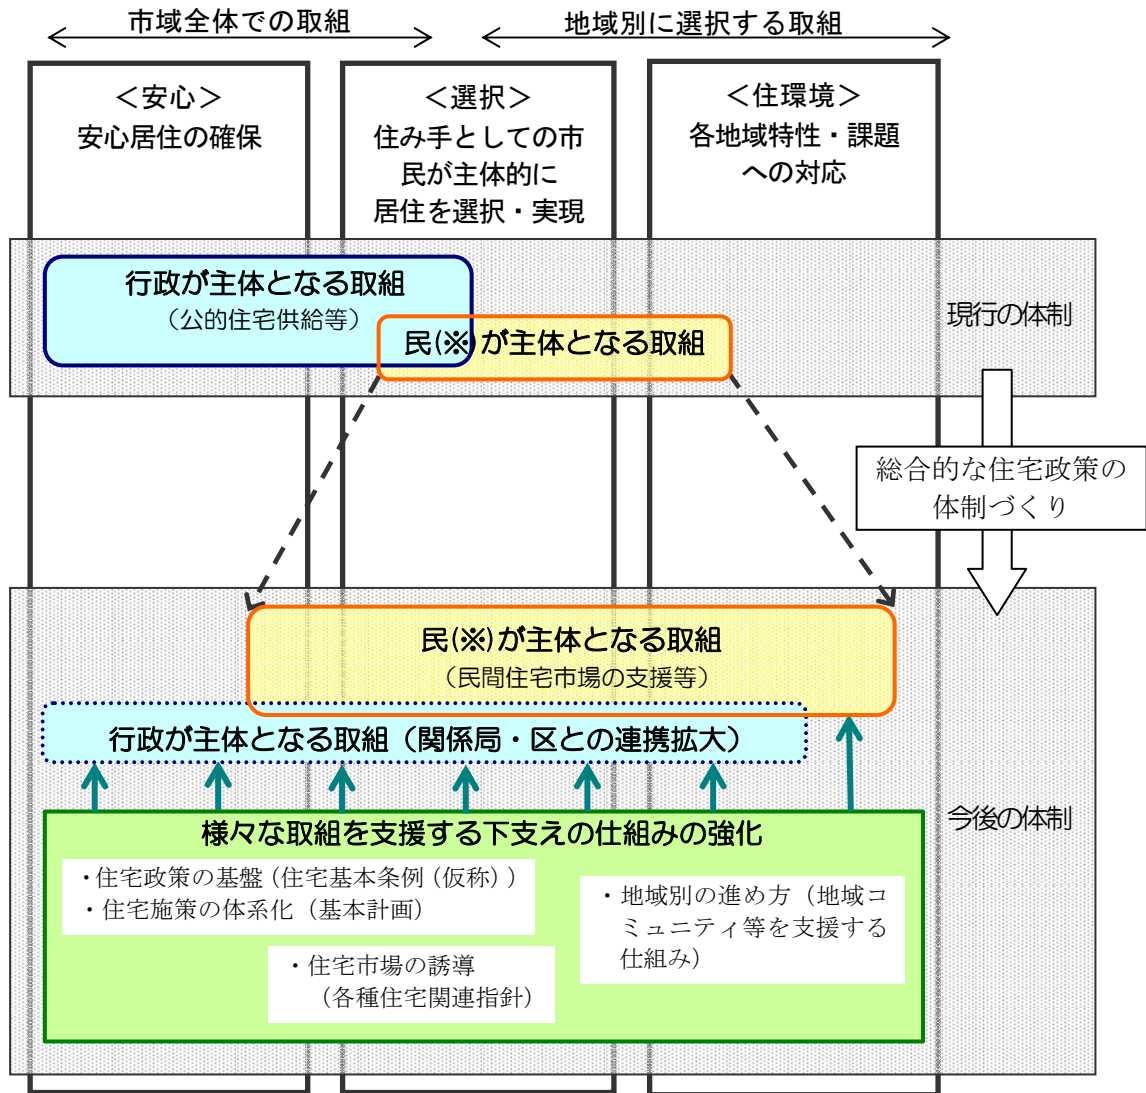 市域全体での取組
地域別に選択する取組
＜安心＞
安心居住の確保
＜選択＞
住み手としての市
民が主体的に
居住を選択・実現
＜住環境＞
各地域特性・課題
への対応
行政が主体となる取組
（公的住宅供給等）
民(※)が主体となる取組
現行の体制
総合的な住宅政策の
体制づくり
民(※)が主体となる取組
（民間住宅市場の支援等）
行政が主体となる取組（関係局・区との連携拡大）
今後の体制
様々な取組を支援する下支えの仕組みの強化
・住宅政策の基盤（住宅基本条例（仮称））
・住宅施策の体系化（基本計画）
・住宅市場の誘導
（各種住宅関連指針）
・地域別の進め方（地域コ
ミュニティ等を支援する
仕組み）